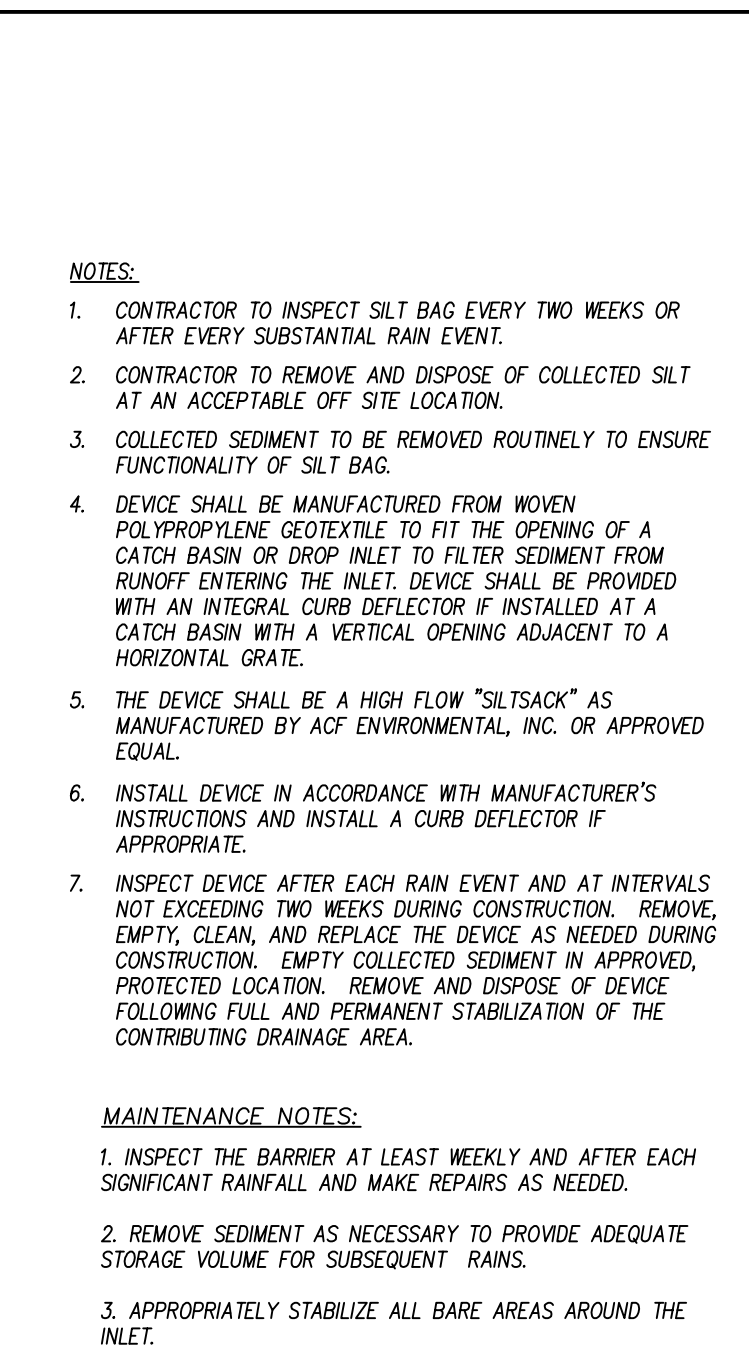 NOTES:
1. CONTRACTOR TO INSPECT SILT BAG EVERY TWO WEEKS OR
AFTER EVERY SUBSTANTIAL RAIN EVENT.
2. CONTRACTOR TO REMOVE AND DISPOSE OF COLLECTED SILT
AT AN ACCEPTABLE OFF SITE LOCATION.
3. COLLECTED SEDIMENT TO BE REMOVED ROUTINELY TO ENSURE
FUNCTIONALITY OF SILT BAG.
4. DEVICE SHALL BE MANUFACTURED FROM WOVEN
POLYPROPYLENE GEOTEXTILE TO FIT THE OPENING OF A
CATCH BASIN OR DROP INLET TO FILTER SEDIMENT FROM
RUNOFF ENTERING THE INLET. DEVICE SHALL BE PROVIDED
WITH AN INTEGRAL CURB DEFLECTOR IF INSTALLED AT A
CATCH BASIN WITH A VERTICAL OPENING ADJACENT TO A
HORIZONTAL GRATE.
5. THE DEVICE SHALL BE A HIGH FLOW "SILTSACK" AS
MANUFACTURED BY ACF ENVIRONMENTAL, INC. OR APPROVED
EQUAL.
6. INSTALL DEVICE IN ACCORDANCE WITH MANUFACTURER'S
INSTRUCTIONS AND INSTALL A CURB DEFLECTOR IF
APPROPRIATE.
7. INSPECT DEVICE AFTER EACH RAIN EVENT AND AT INTERVALS
NOT EXCEEDING TWO WEEKS DURING CONSTRUCTION. REMOVE,
EMPTY, CLEAN, AND REPLACE THE DEVICE AS NEEDED DURING
CONSTRUCTION. EMPTY COLLECTED SEDIMENT IN APPROVED,
PROTECTED LOCATION. REMOVE AND DISPOSE OF DEVICE
FOLLOWING FULL AND PERMANENT STABILIZATION OF THE
CONTRIBUTING DRAINAGE AREA.
MAINTENANCE NOTES:
1. INSPECT THE BARRIER AT LEAST WEEKLY AND AFTER EACH
SIGNIFICANT RAINFALL AND MAKE REPAIRS AS NEEDED.
2. REMOVE SEDIMENT AS NECESSARY TO PROVIDE ADEQUATE
STORAGE VOLUME FOR SUBSEQUENT RAINS.
3. APPROPRIATELY STABILIZE ALL BARE AREAS AROUND THE
INLET.